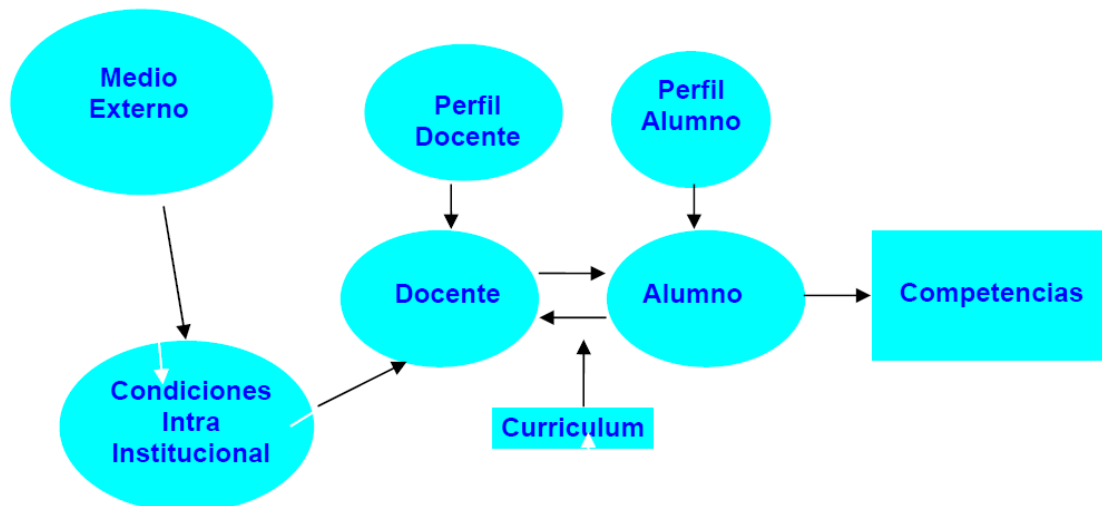 Medio
Externo
Perfil
Docente
Perfil
Alumno
Docente
Alumno
Competencias
Condiciones
Intra
Institucional
Curriculum